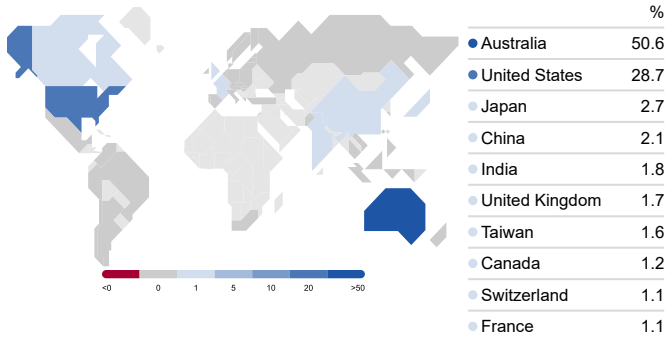 %
Australia 50.6
United States 28.7
Japan 2.7
China 2.1
India 1.8
United Kingdom 1.7
Taiwan 1.6
Canada 1.2
Switzerland 1.1
France 1.1
<0 0 1 5 10 20 >50